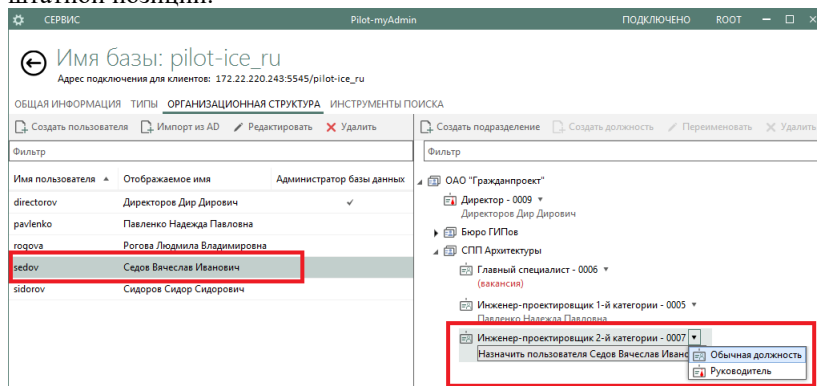 штатной позиции.
СЕРВИС Pilot-myAdmin ПОДКЛЮЧЕНО ROOT
Имя базы: pilot-ice_ru
Адрес подключения для клиентов: 172.22.220.243:5545/pilot-ice_ru
ОБЩАЯ ИНФОРМАЦИЯ ТИПЫ ОРГАНИЗАЦИОННАЯ СТРУКТУРА ИНСТРУМЕНТЫ ПОИСКА
Создать пользователя Импорт из AD Редактировать Удалить
Фильтр
Имя пользователя Отображаемое имя Администратор базы данных
directorov Директоров Дир Дирович
pavlenko Павленко Надежда Павловна
rogova Рогова Людмила Владимировна
sedov Седов Вячеслав Иванович
sidorov Сидоров Сидор Сидорович
Создать подразделение Создать должность Переименовать Удалить
Фильтр
ОАО "Гражданпроект"
Директор - 0009
Директоров Дир Дирович
Бюро ГИПов
СПП Архитектуры
Главный специалист - 0006
(вакансия)
Инженер-проектировщик 1-й категории - 0005
Павленко Надежда Павловна
Инженер-проектировщик 2-й категории - 0007
Назначить пользователя Седов Вячеслав
Обычная должность
Руководитель